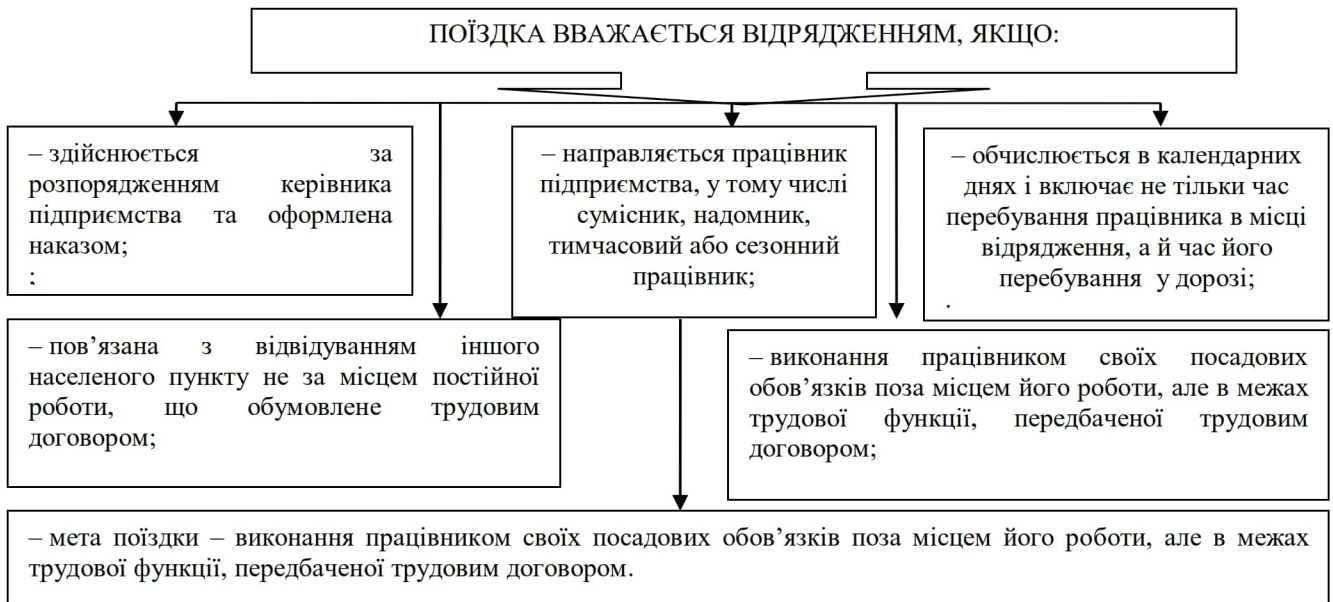 ПОЇЗДКА ВВАЖАЄТЬСЯ ВІДРЯДЖЕННЯМ, ЯКЩО:
– здійснюється за
розпорядженням керівника
підприємства та оформлена
наказом;
;
– направляється працівник
підприємства, у тому числі
сумісник, надомник,
тимчасовий або сезонний
працівник;
– обчислюється в календарних
днях і включає не тільки час
перебування працівника в місці
відрядження, а й час його
перебування у дорозі;
.
– пов’язана з відвідуванням іншого
населеного пункту не за місцем постійної
роботи, що обумовлене трудовим
договором;
– виконання працівником своїх посадових
обов’язків поза місцем його роботи, але в межах
трудової функції, передбаченої трудовим
договором;
– мета поїздки – виконання працівником своїх посадових обов’язків поза місцем його роботи, але в межах
трудової функції, передбаченої трудовим договором.